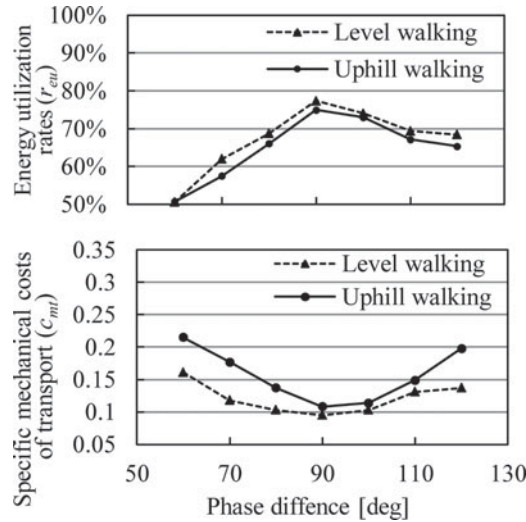 Energy utilization
rates (r_eu)
100%
90%
80%
70%
60%
50%
Level walking
Uphill walking
Specific mechanical costs
of transport (c_mt)
0.35
0.3
0.25
0.2
0.15
0.1
0.05
Level walking
Uphill walking
50
70
90
110
130
Phase diffence [deg]